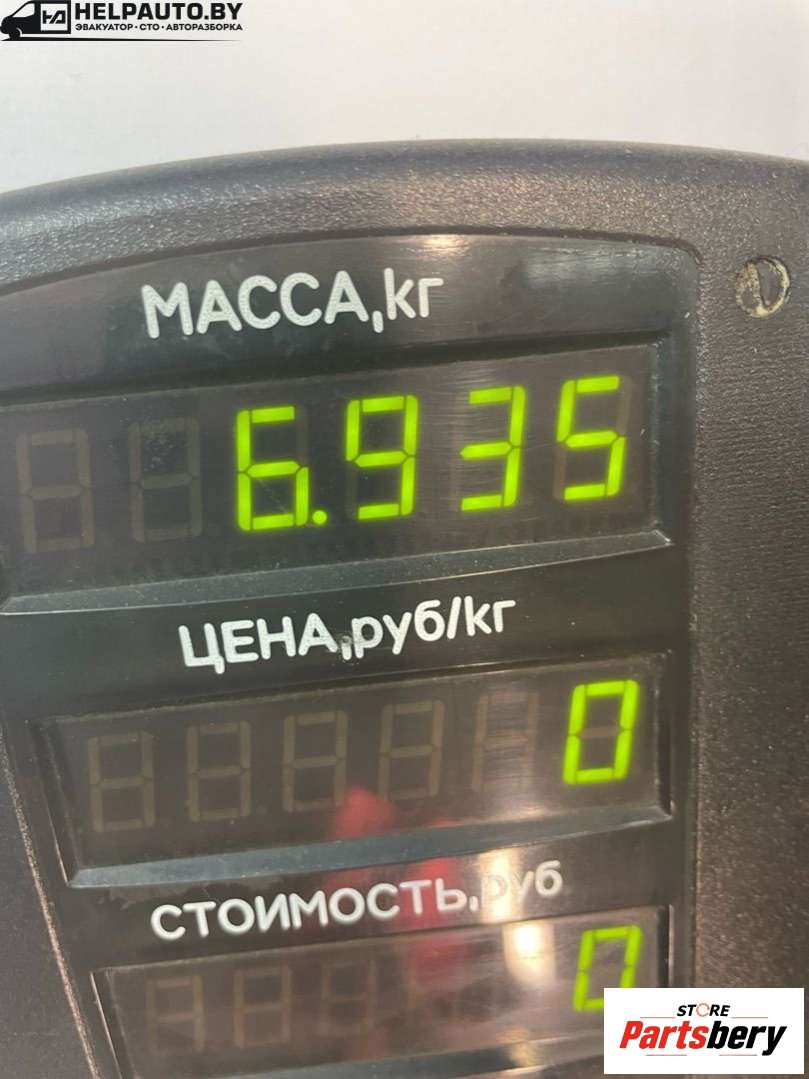 HELPAUTO.BY
ЭВАКУАТОР • СТО • АВТОРАЗБОРКА
МАССА,кг
6.935
ЦЕНА,руб/кг
0
СТОИМОСТЬ,руб
0
STORE
Partsbery